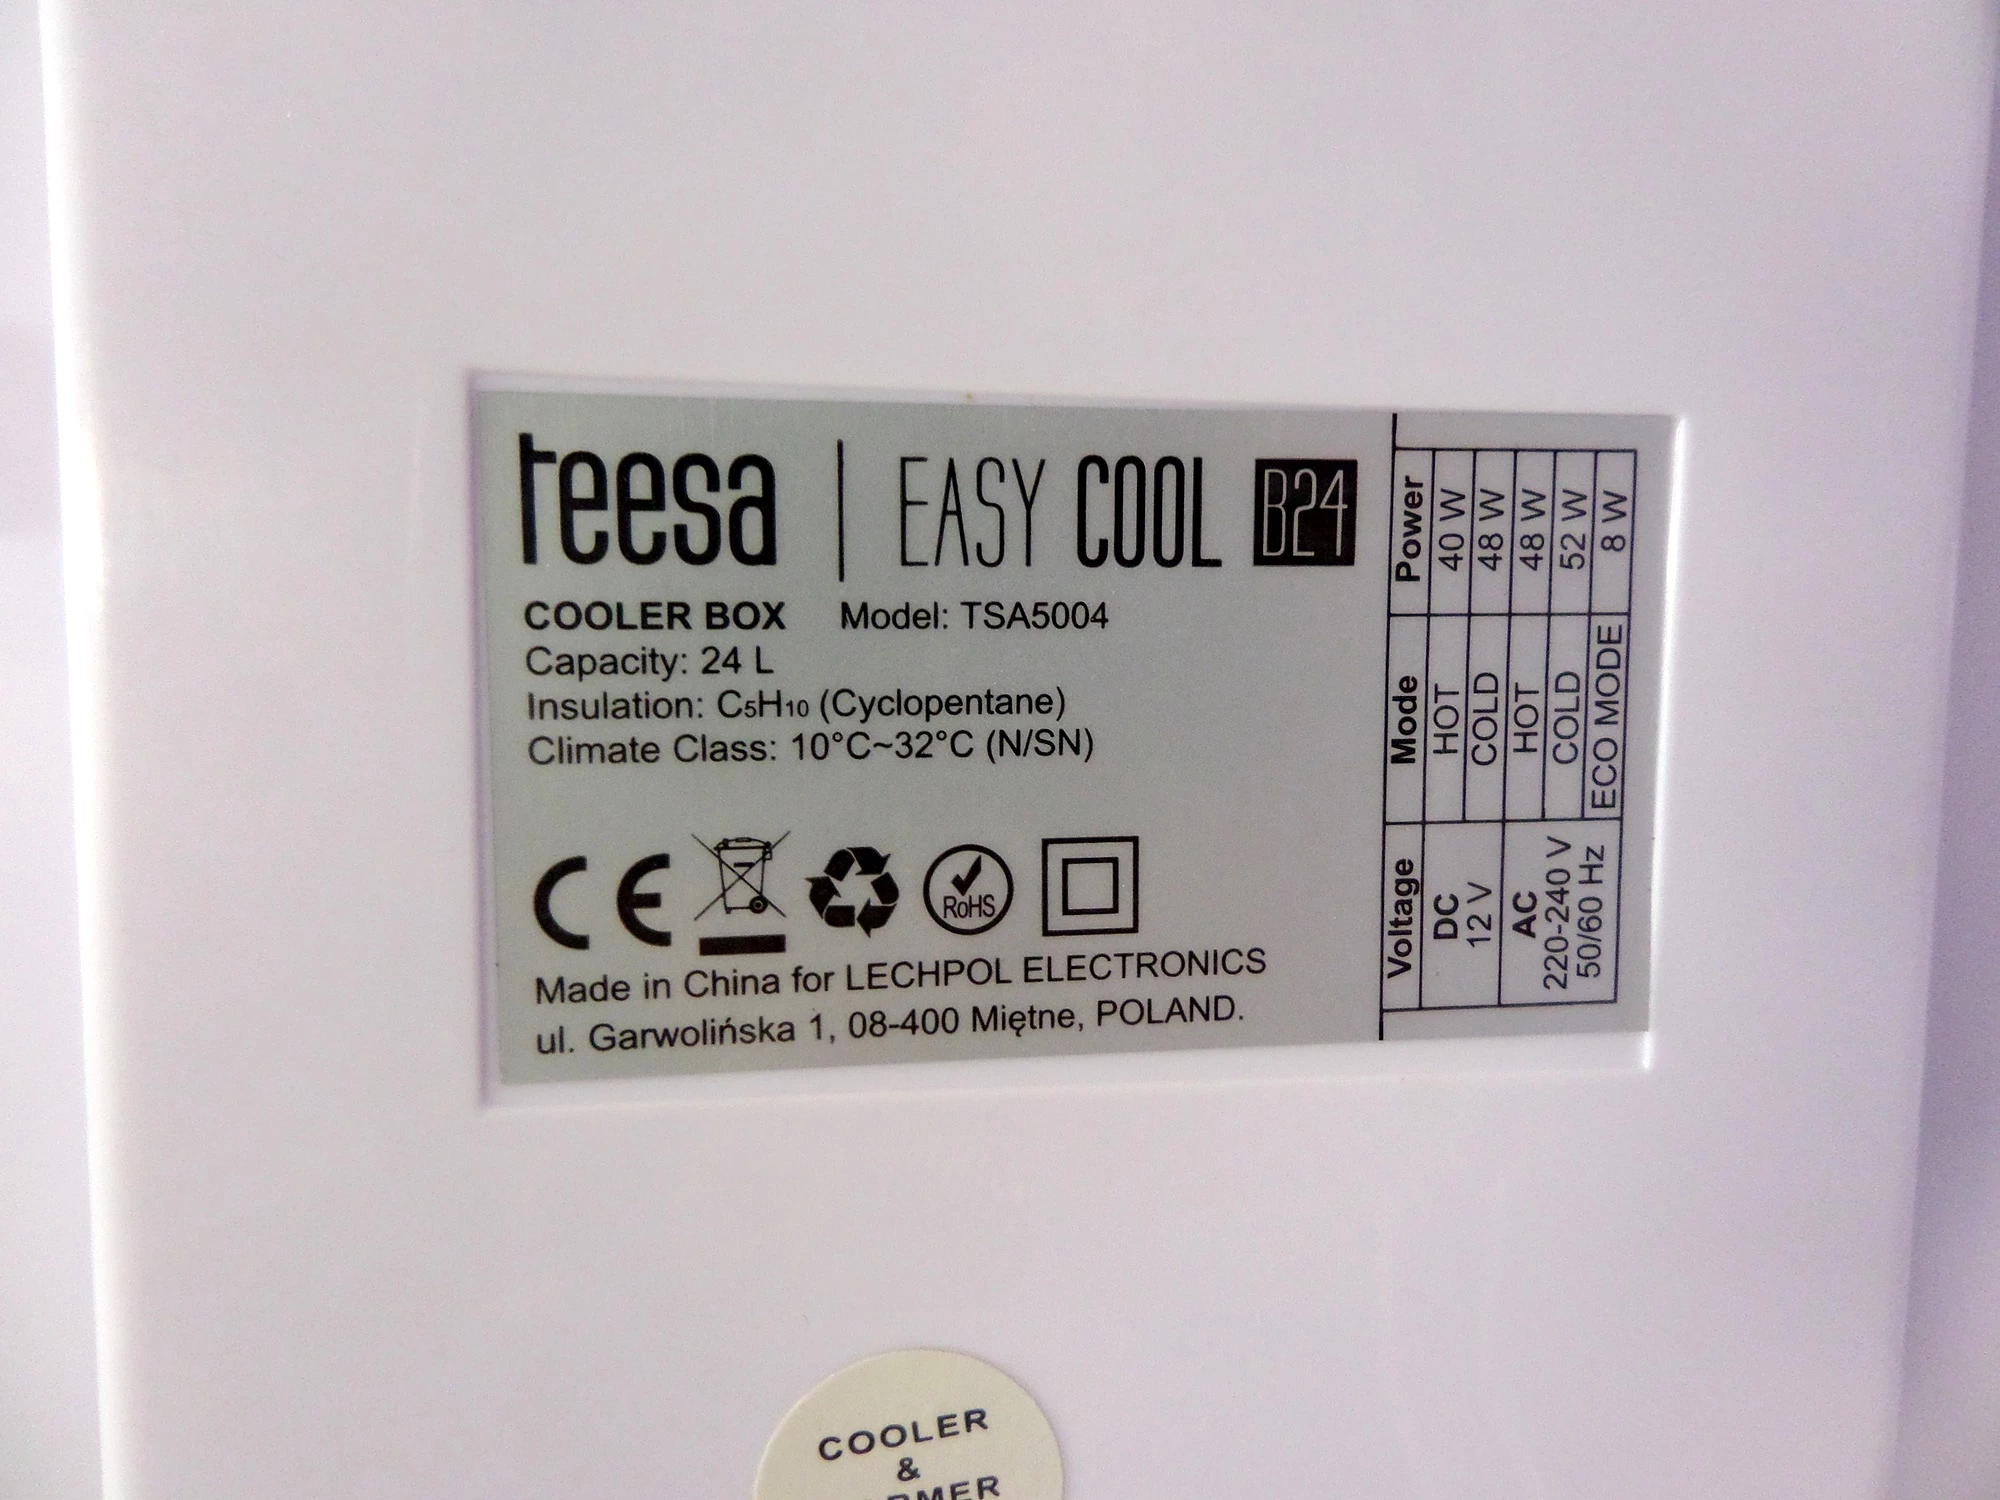 teesa | EASY COOL B24
COOLER BOX Model: TSA5004
Capacity: 24 L
Insulation: C₅H₁₀ (Cyclopentane)
Climate Class: 10°C~32°C (N/SN)
CE
RoHS
Made in China for LECHPOL ELECTRONICS
ul. Garwolińska 1, 08-400 Miętne, POLAND.
Voltage Mode Power
DC HOT 40 W
12 V COLD 48 W
AC HOT 48 W
220-240 V COLD 52 W
50/60 Hz ECO MODE 8 W
COOLER
&